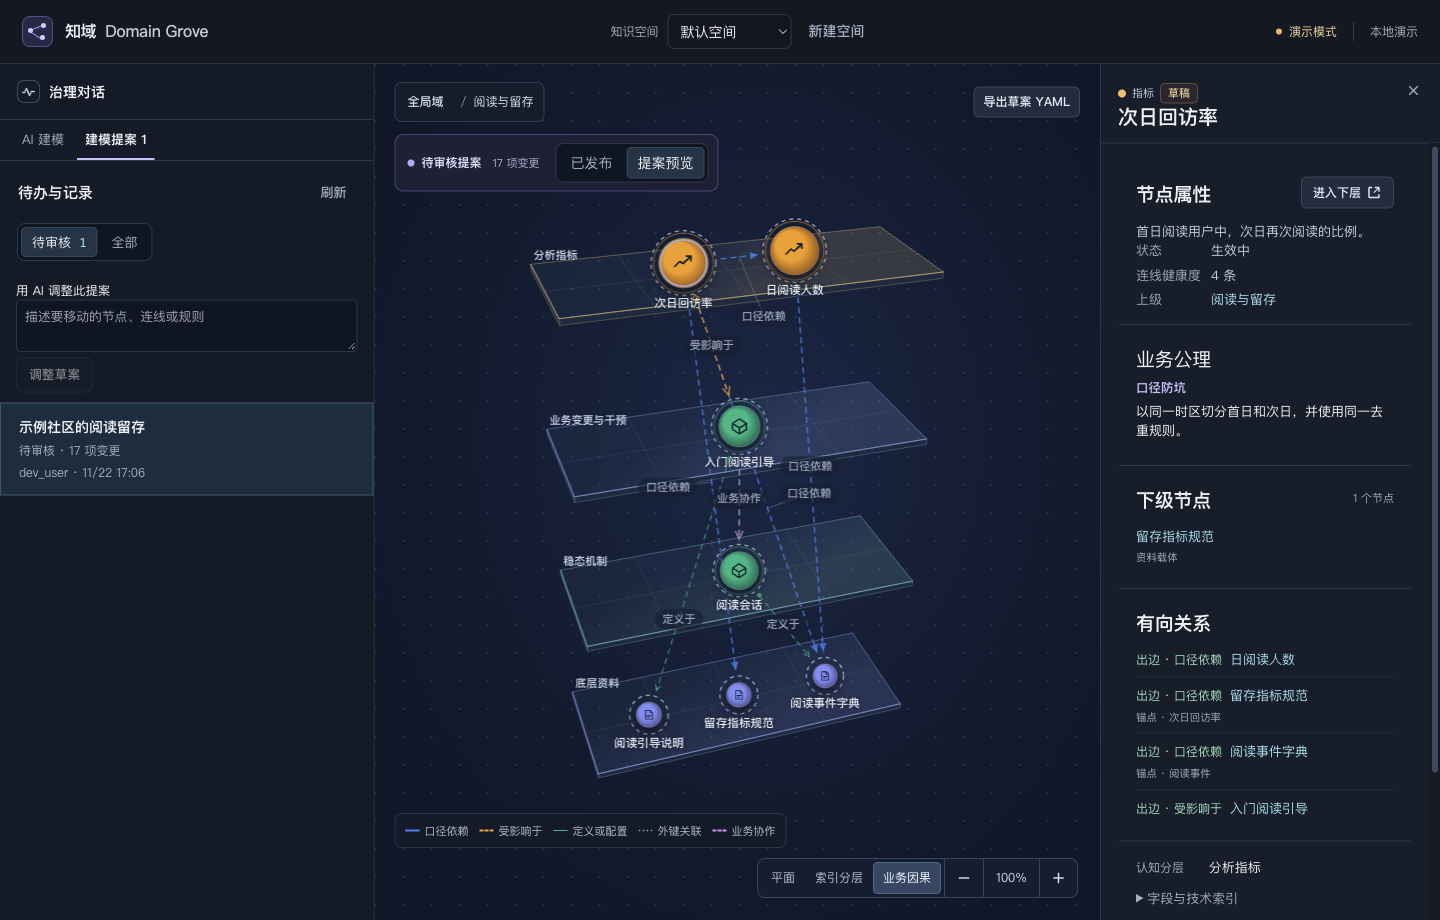 知域 Domain Grove
知识空间 默认空间 新建空间
演示模式 本地演示
治理对话
AI 建模 建模提案 1
待办与记录 刷新
待审核 1 全部
用 AI 调整此提案
描述要移动的节点、连线或规则
调整草案
示例社区的阅读留存
待审核 · 17 项变更
dev_user · 11/22 17:06
全局域 / 阅读与留存
导出草案 YAML
待审核提案 17 项变更 已发布 提案预览
分析指标
次日回访率
日阅读人数
口径依赖
受影响于
业务变更与干预
入门阅读引导
口径依赖
口径依赖
业务协作
口径依赖
稳态机制
阅读会话
定义于
定义于
底层资料
阅读引导说明
留存指标规范
阅读事件字典
口径依赖 受影响于 定义或配置 外键关联 业务协作
平面 索引分层 业务因果 − 100% +
指标 草稿
次日回访率
节点属性 进入下层
首日阅读用户中，次日再次阅读的比例。
状态 生效中
连线健康度 4 条
上级 阅读与留存
业务公理
口径防坑
以同一时区切分首日和次日，并使用同一去
重规则。
下级节点 1 个节点
留存指标规范
资料载体
有向关系
出边 · 口径依赖 日阅读人数
出边 · 口径依赖 留存指标规范
锚点 · 次日回访率
出边 · 口径依赖 阅读事件字典
锚点 · 阅读事件
出边 · 受影响于 入门阅读引导
认知分层 分析指标
字段与技术索引